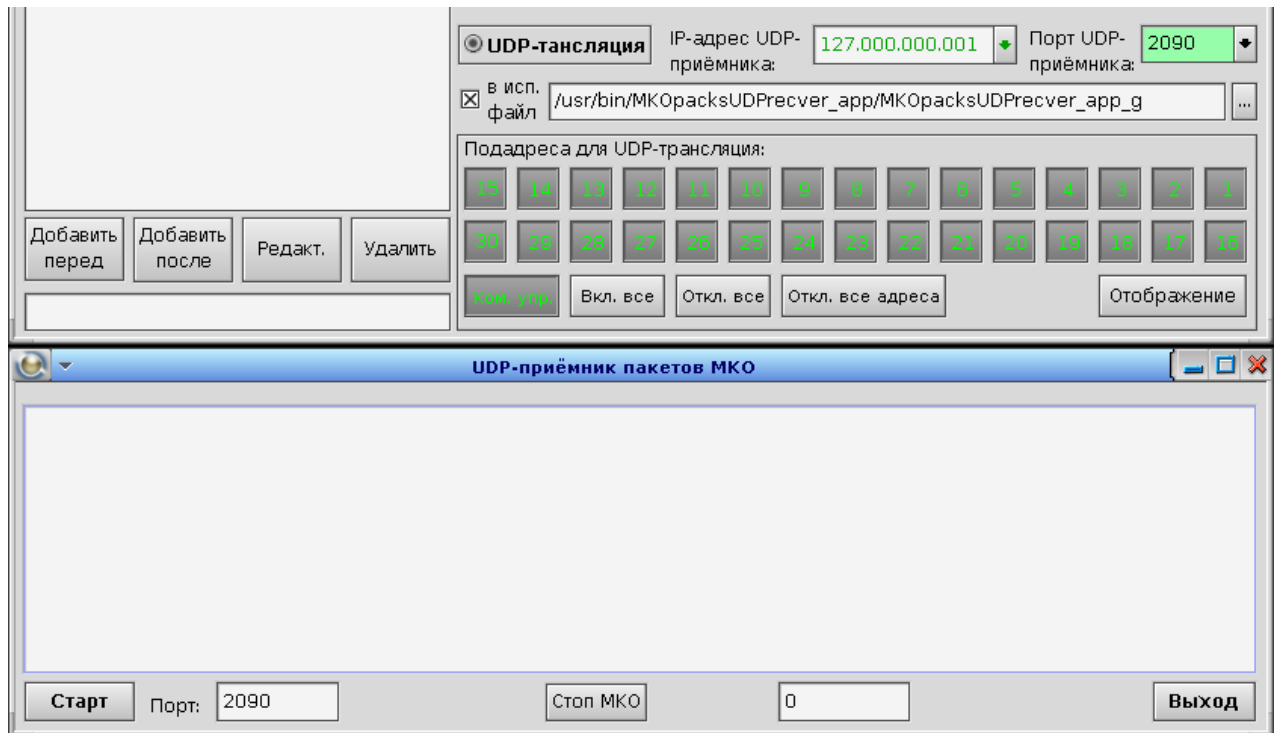 UDP-тансляция
IP-адрес UDP-
приёмника:
127.000.000.001
Порт UDP-
приёмника:
2090
в исп.
файл
/usr/bin/MKOpacksUDPrecver_app/MKOpacksUDPrecver_app_g
...
Подадреса для UDP-трансляция:
15 14 13 12 11 10 9 8 7 6 5 4 3 2 1
30 29 28 27 26 25 24 23 22 21 20 19 18 17 16
Добавить
перед
Добавить
после
Редакт.
Удалить
Ком. упр.
Вкл. все
Откл. все
Откл. все адреса
Отображение
UDP-приёмник пакетов МКО
Старт
Порт:
2090
Стоп МКО
0
Выход